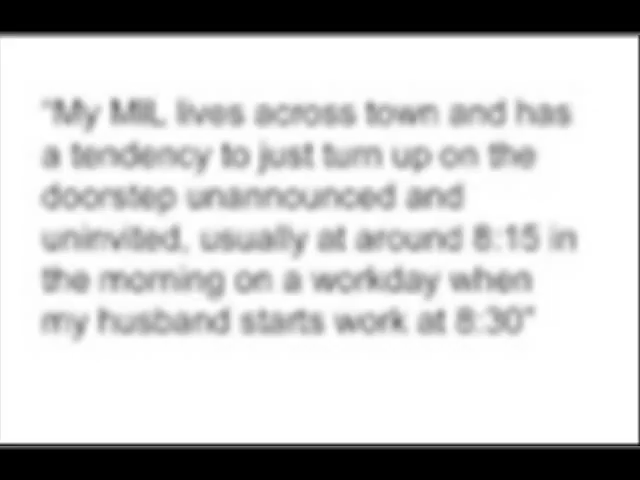 "My MIL lives across town and has
a tendency to just turn up on the
doorstep unannounced and
uninvited, usually at around 8:15 in
the morning on a workday when
my husband starts work at 8:30"